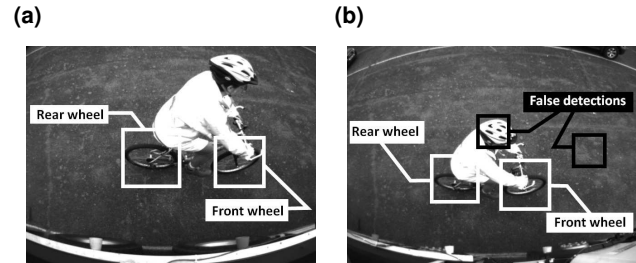 (a)
(b)
Rear wheel
Front wheel
False detections
Rear wheel
Front wheel